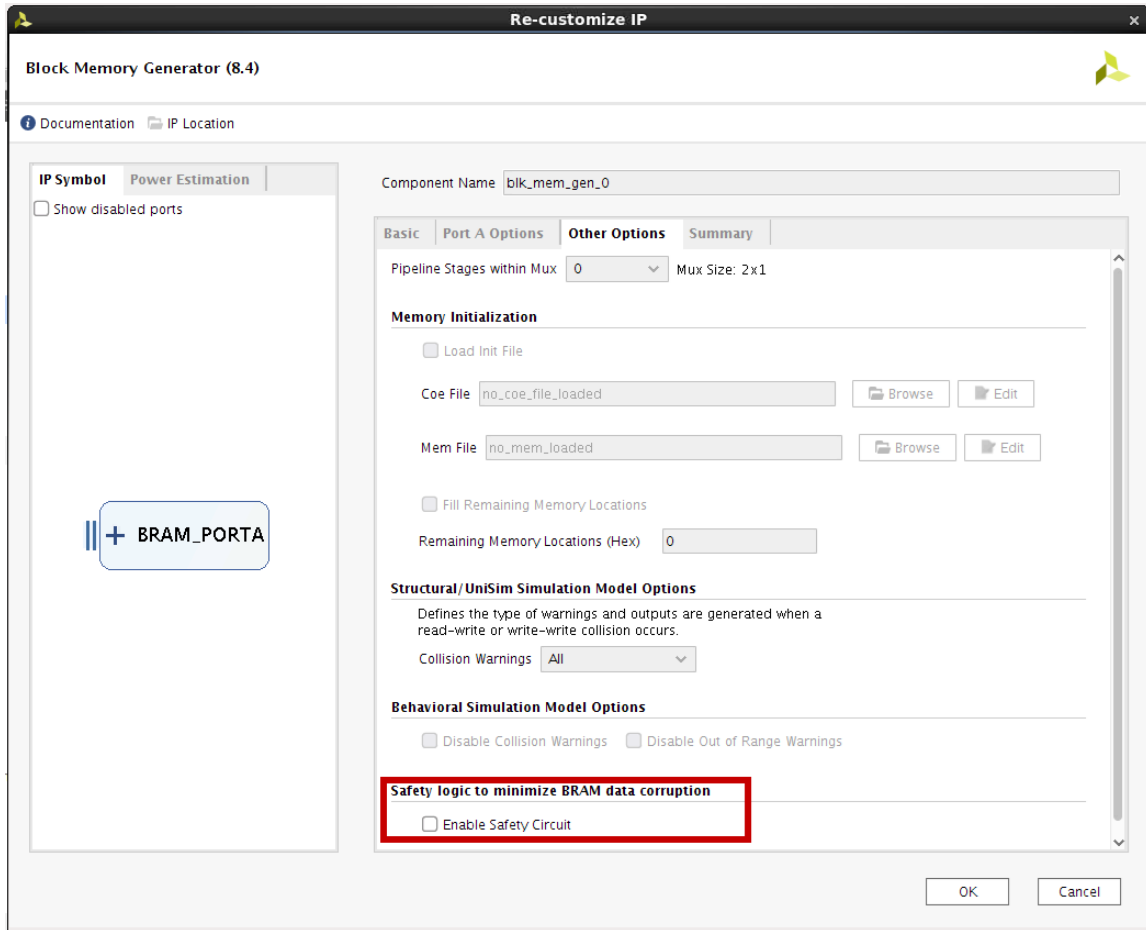 Re-customize IP
Block Memory Generator (8.4)
Documentation IP Location
IP Symbol Power Estimation
Show disabled ports
BRAM_PORTA
Component Name blk_mem_gen_0
Basic Port A Options Other Options Summary
Pipeline Stages within Mux 0 Mux Size: 2x1
Memory Initialization
Load Init File
Coe File no_coe_file_loaded Browse Edit
Mem File no_mem_loaded Browse Edit
Fill Remaining Memory Locations
Remaining Memory Locations (Hex) 0
Structural/UniSim Simulation Model Options
Defines the type of warnings and outputs are generated when a
read-write or write-write collision occurs.
Collision Warnings All
Behavioral Simulation Model Options
Disable Collision Warnings Disable Out of Range Warnings
Safety logic to minimize BRAM data corruption
Enable Safety Circuit
OK Cancel